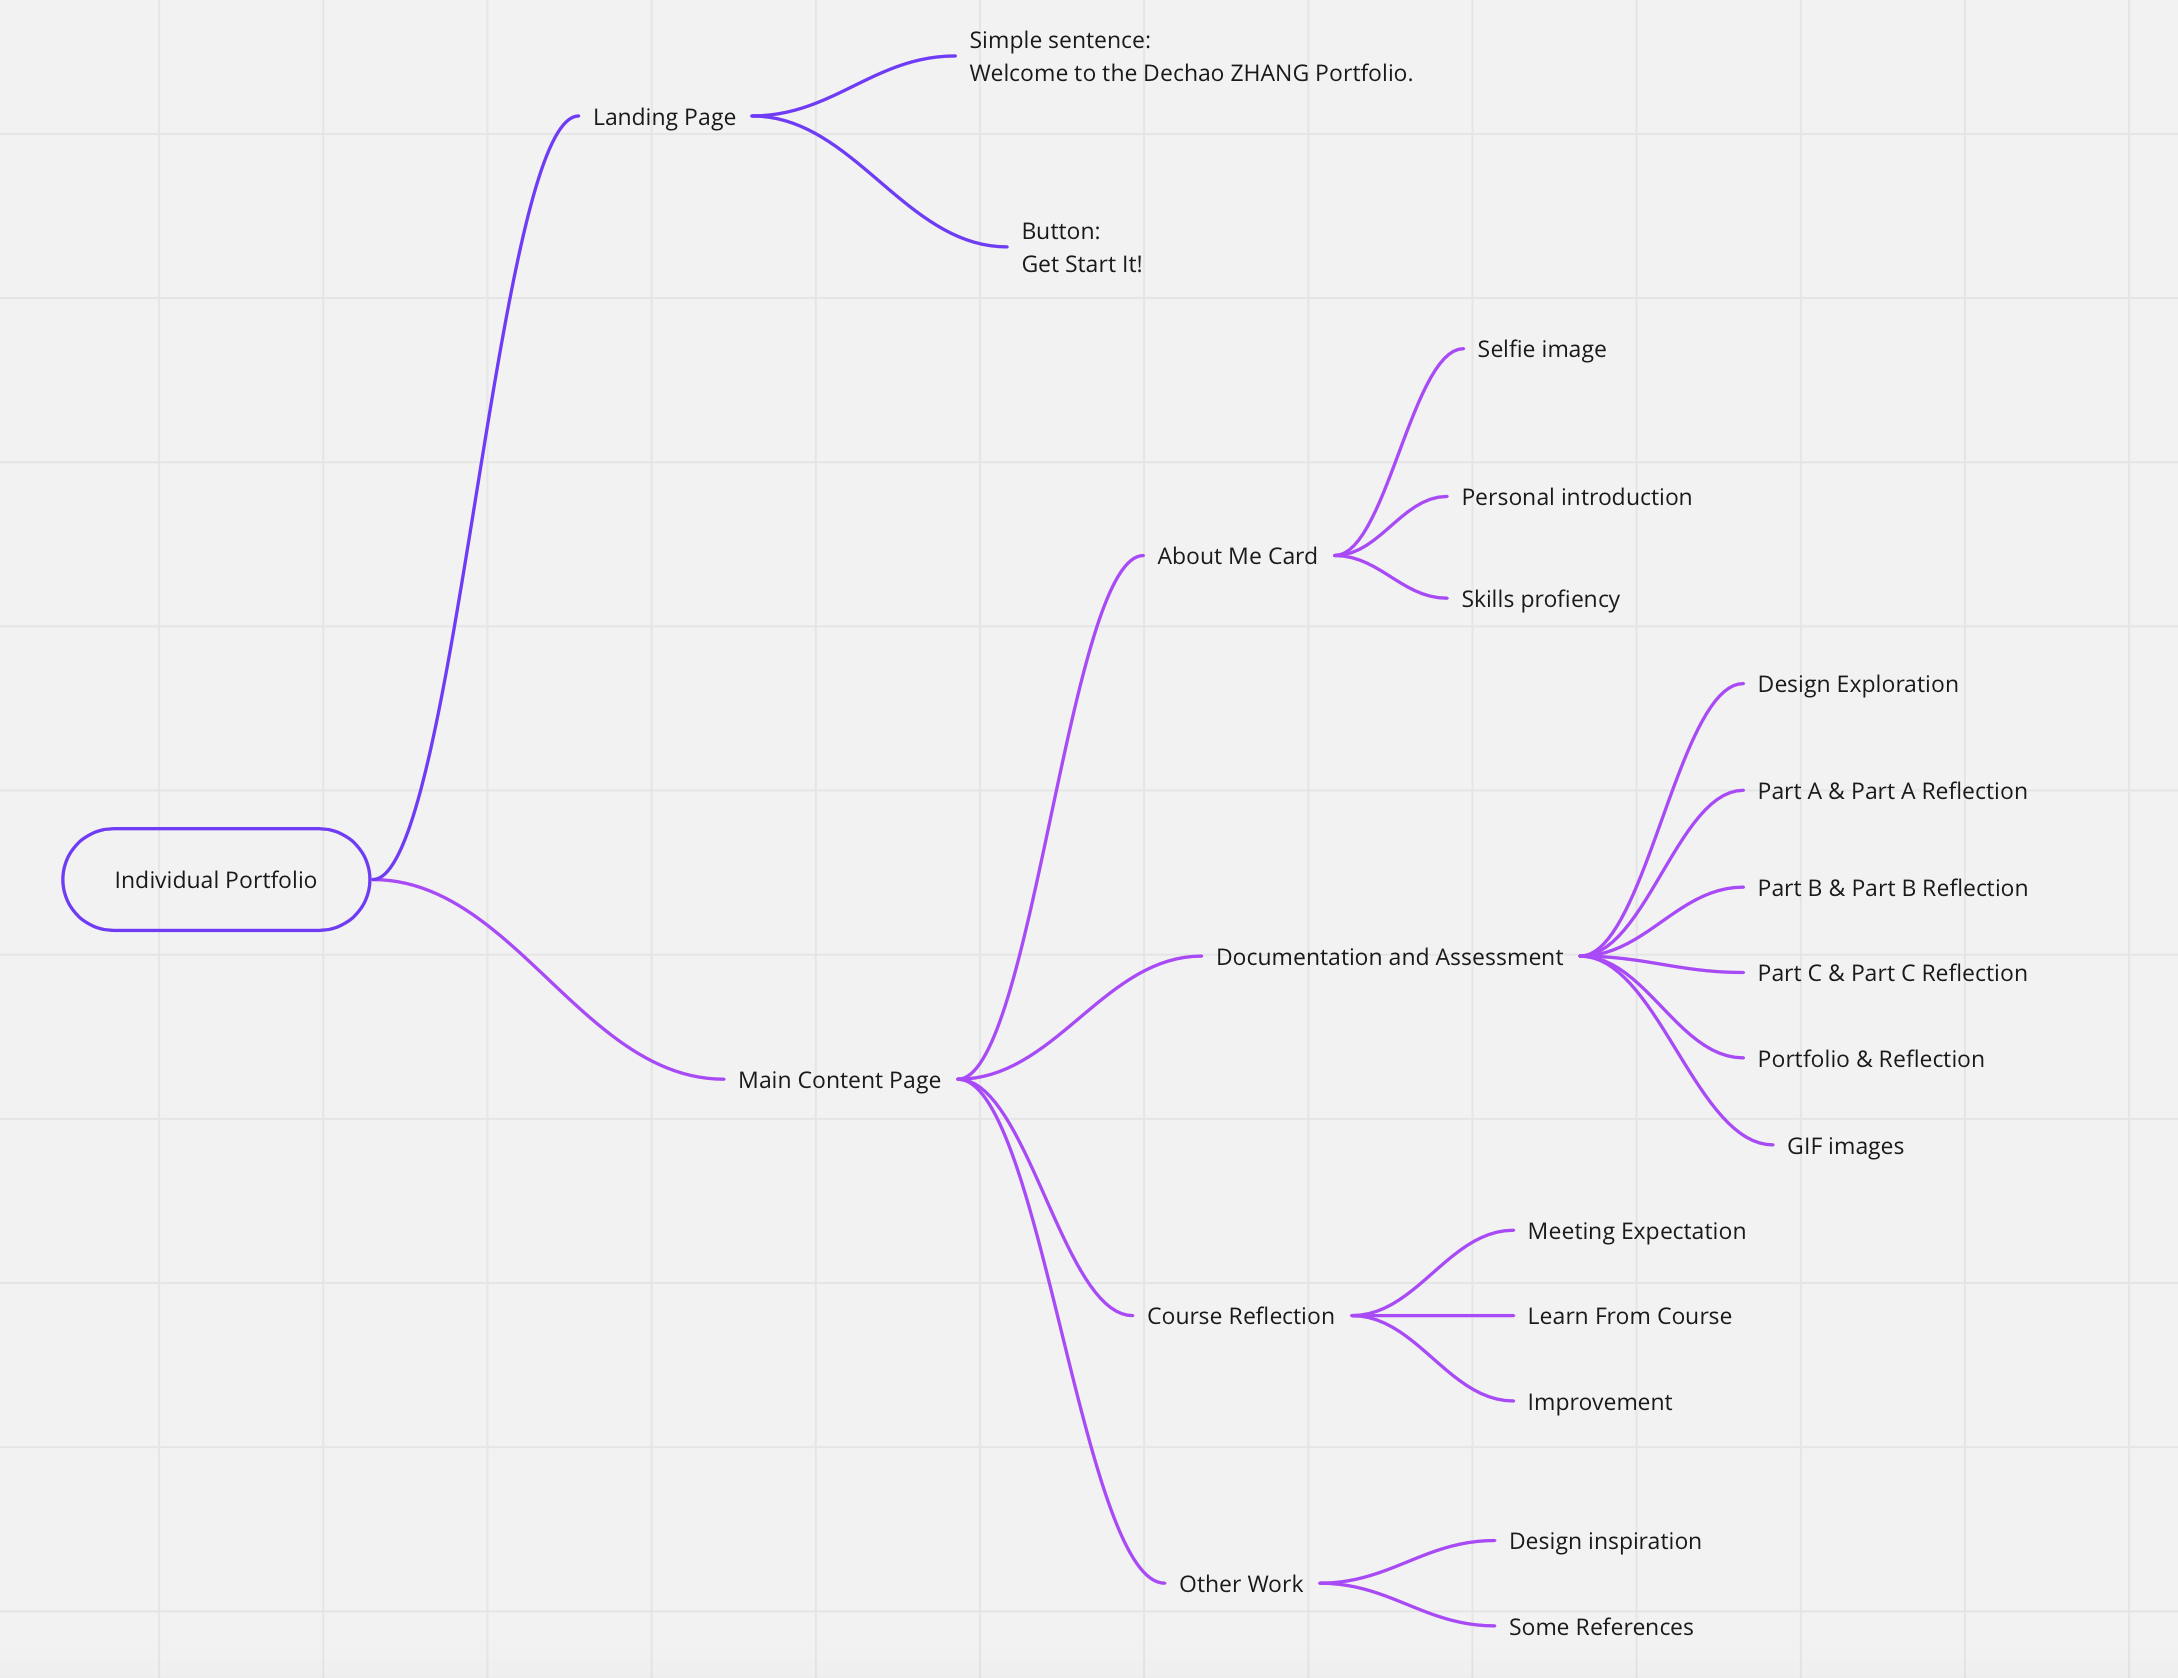 Simple sentence:
Welcome to the Dechao ZHANG Portfolio.
Landing Page
Button:
Get Start It!
Selfie image
Personal introduction
About Me Card
Skills profiency
Design Exploration
Part A & Part A Reflection
Individual Portfolio
Part B & Part B Reflection
Documentation and Assessment
Part C & Part C Reflection
Portfolio & Reflection
Main Content Page
GIF images
Meeting Expectation
Course Reflection
Learn From Course
Improvement
Design inspiration
Other Work
Some References